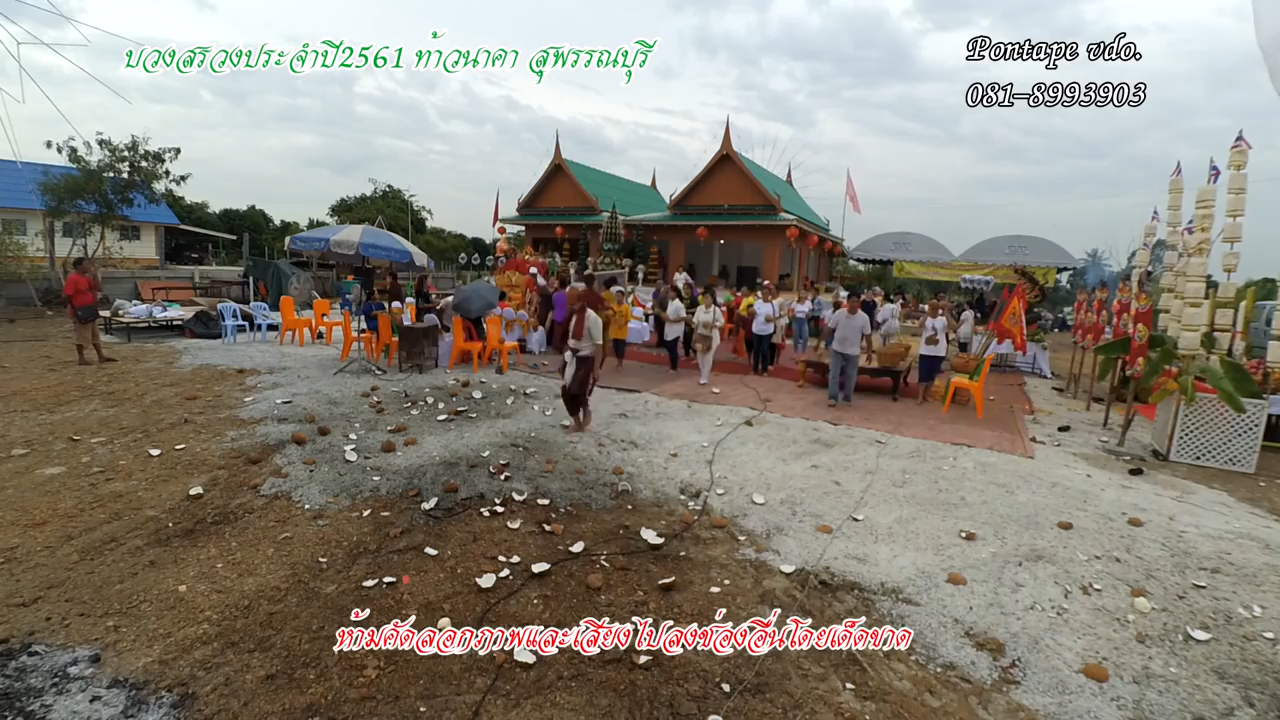 บวงสรวงประจำปี2561 ท้าวนาคา สุพรรณบุรี
Pontape vdo.
081-8993903
ห้ามคัดลอกภาพและเสียงไปลงช่องอื่นโดยเด็ดขาด